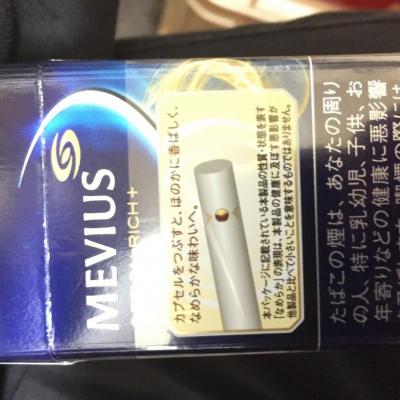 MEVIUS
RICH+
カプセルをつぶすと、ほのかに香ばしく、
なめらかな味わいへ。
本パッケージに記載されている本製品の性質・状態を表す
「なめらか」の表現は、本製品の健康に及ぼす悪影響が
他製品と比べて小さいことを意味するものではありません。
たばこの煙は、あなたの周り
の人、特に乳幼児、子供、お
年寄りなどの健康に悪影響